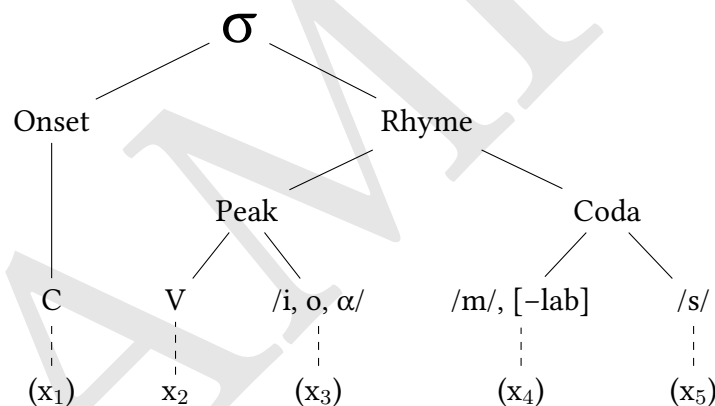 σ
Onset Rhyme
Peak Coda
C V /i, o, ɑ/ /m/, [−lab] /s/
(x₁) x₂ (x₃) (x₄) (x₅)